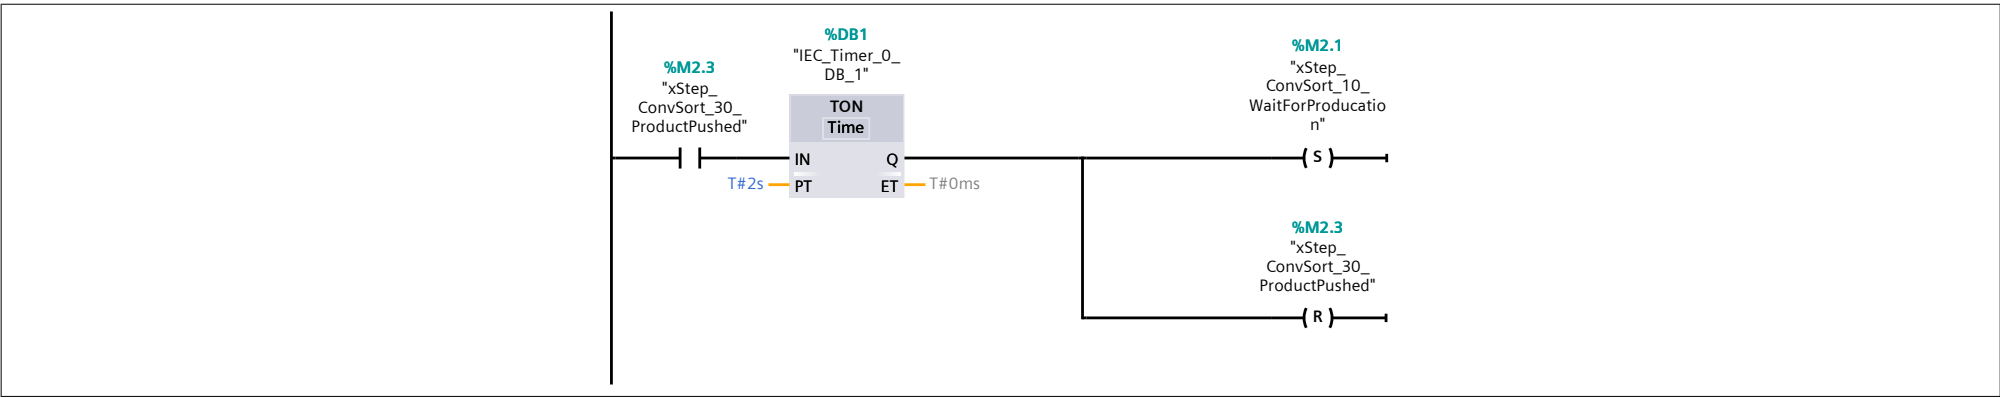 %M2.3
"xStep_
ConvSort_30_
ProductPushed"
%DB1
"IEC_Timer_0_
DB_1"
TON
Time
IN
Q
T#2s
PT
ET
T#0ms
%M2.1
"xStep_
ConvSort_10_
WaitForProducatio
n"
S
%M2.3
"xStep_
ConvSort_30_
ProductPushed"
R